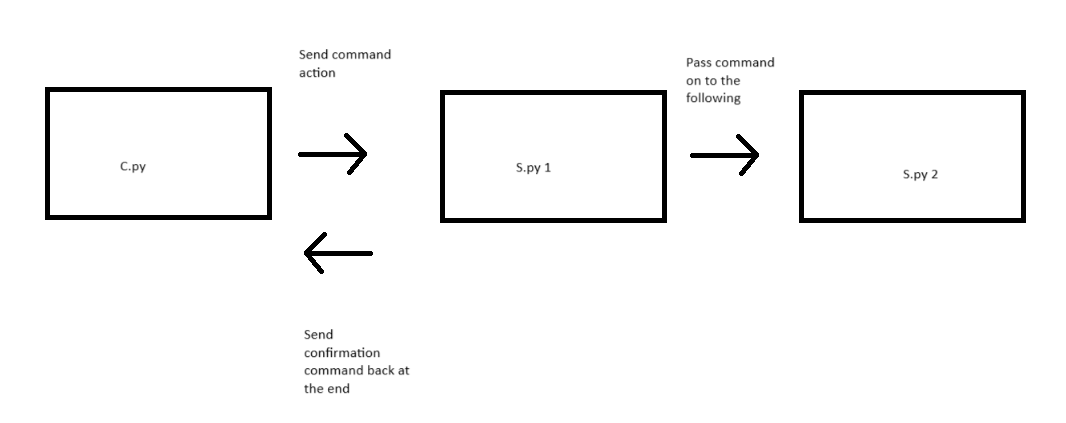 Send command
action
Pass command
on to the
following
C.py
S.py 1
S.py 2
Send
confirmation
command back at
the end